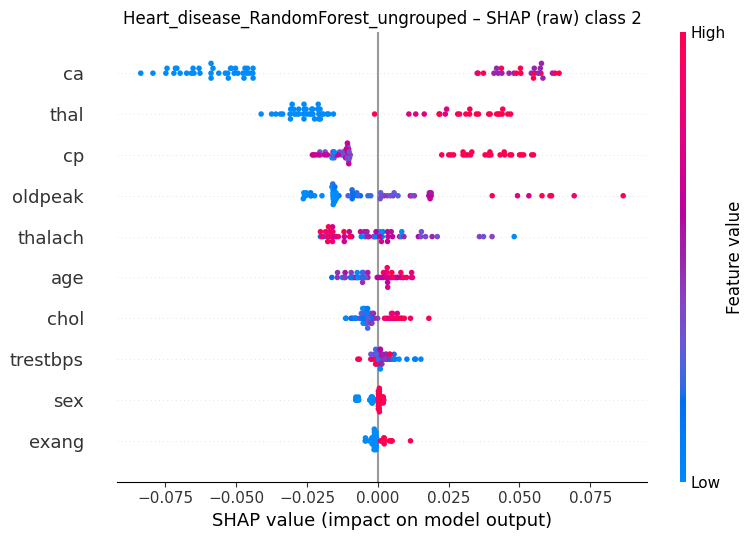 Heart_disease_RandomForest_ungrouped – SHAP (raw) class 2
High
ca
thal
cp
oldpeak
thalach
age
chol
trestbps
sex
exang
Feature value
Low
−0.075 −0.050 −0.025 0.000 0.025 0.050 0.075
SHAP value (impact on model output)